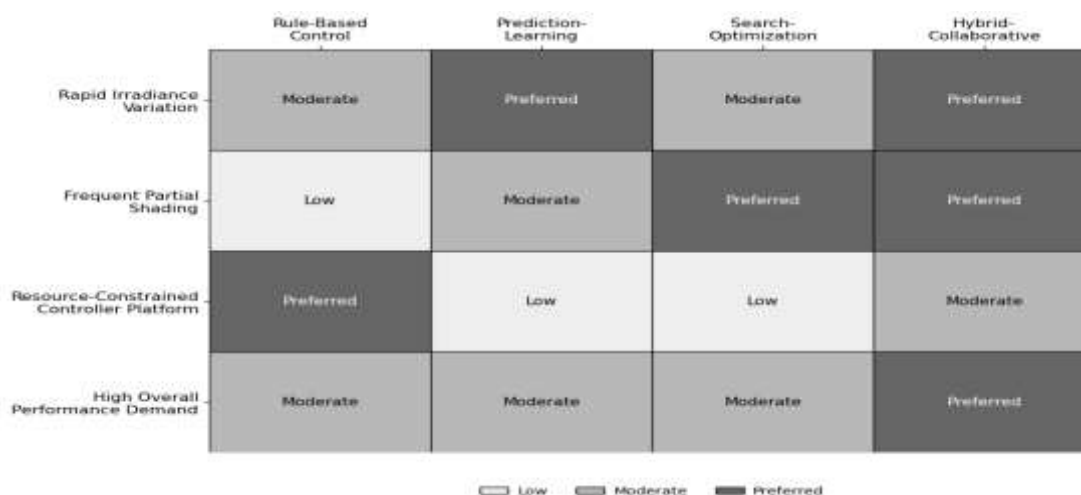 Rule-Based
Control
Prediction-
Learning
Search-
Optimization
Hybrid-
Collaborative
Rapid Irradiance
Variation
Moderate
Preferred
Moderate
Preferred
Frequent Partial
Shading
Low
Moderate
Preferred
Preferred
Resource-Constrained
Controller Platform
Preferred
Low
Low
Moderate
High Overall
Performance Demand
Moderate
Moderate
Moderate
Preferred
Low
Moderate
Preferred